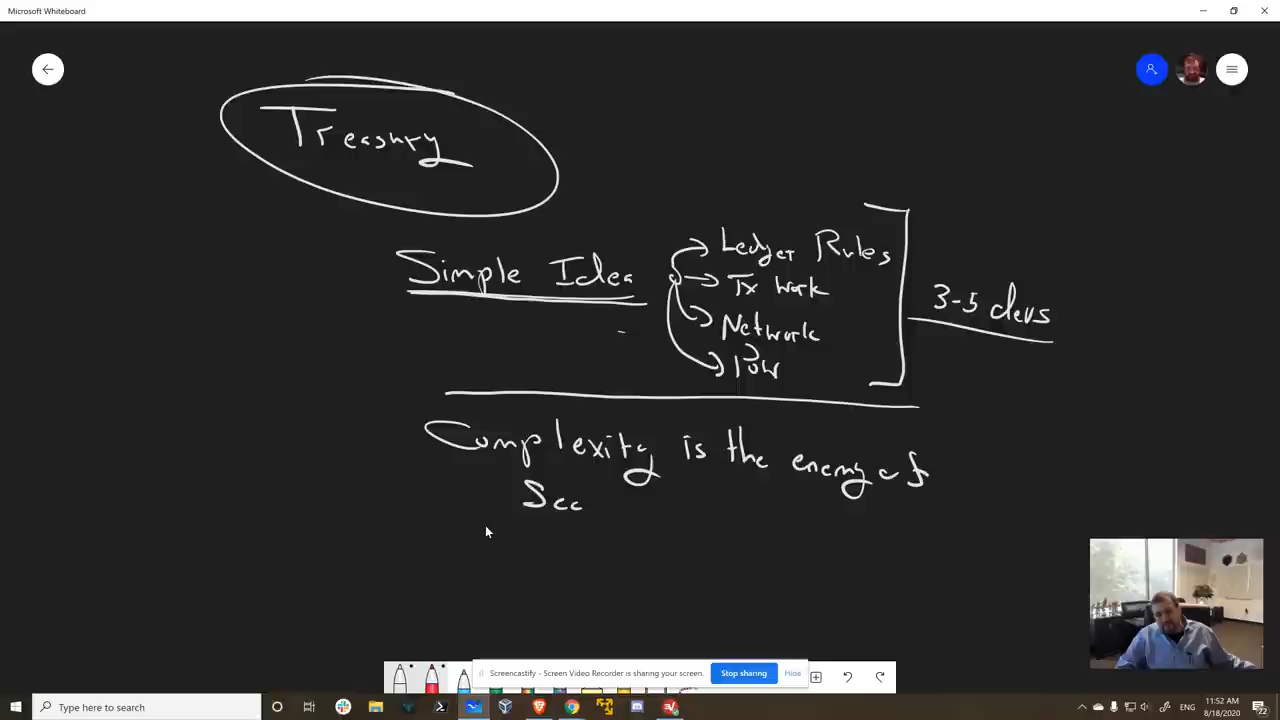 Microsoft Whiteboard
Treasury
Simple Idea
Ledger Rules
Tx Work
Network
POW
3-5 devs
Complexity is the enemy of
Sec
Screencastify - Screen Video Recorder is sharing your screen.
Stop sharing
Hide
Type here to search
11:52 AM
8/18/2020
22